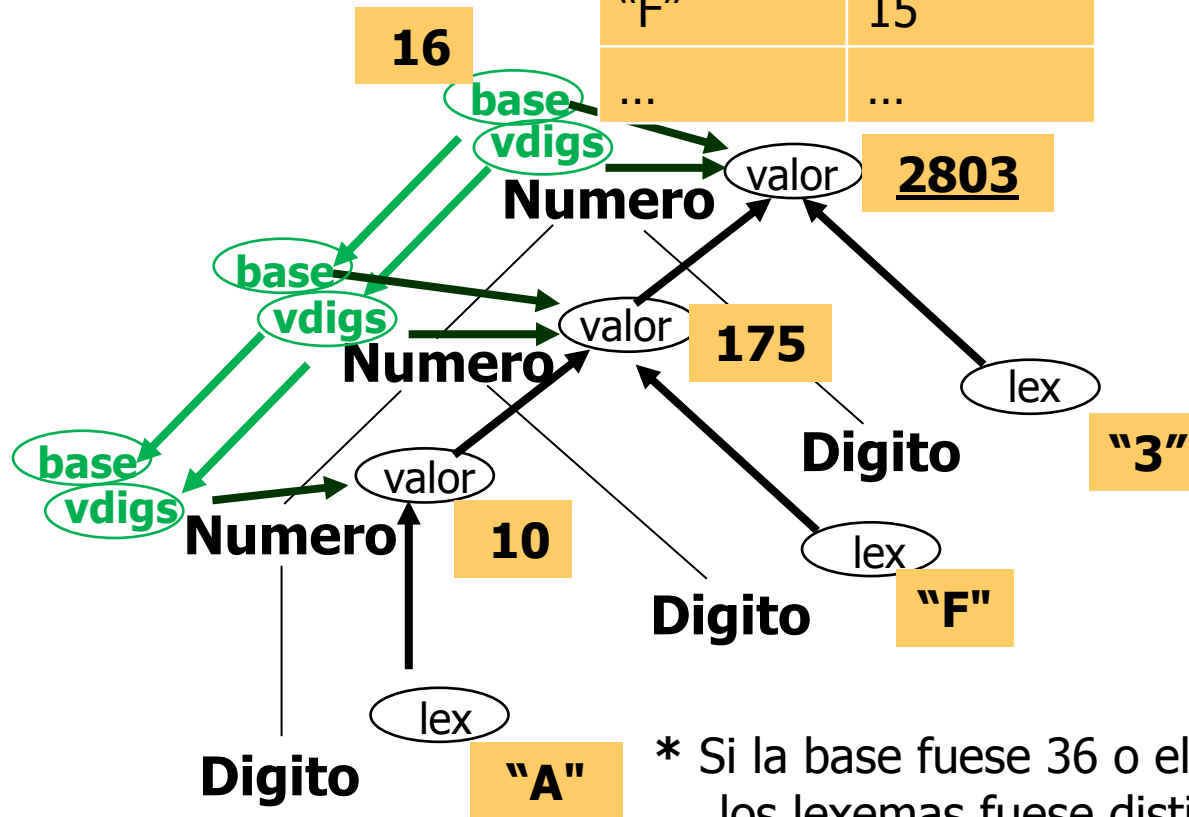 "F" 15
16
... ...
base
vdigs
valor
2803
Numero
base
vdigs
valor
175
Numero
lex
"3"
Digito
base
vdigs
valor
Numero
10
lex
"F"
Digito
lex
"A"
Digito
* Si la base fuese 36 o el
los lexemas fuese